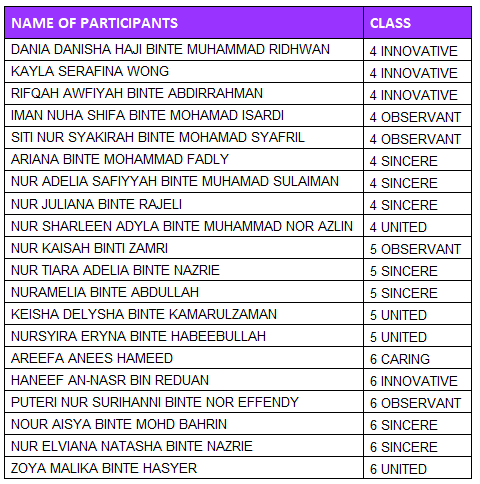 NAME OF PARTICIPANTS CLASS
DANIA DANISHA HAJI BINTE MUHAMMAD RIDHWAN 4 INNOVATIVE
KAYLA SERAFINA WONG 4 INNOVATIVE
RIFQAH AWFIYAH BINTE ABDIRRAHMAN 4 INNOVATIVE
IMAN NUHA SHIFA BINTE MOHAMAD ISARDI 4 OBSERVANT
SITI NUR SYAKIRAH BINTE MOHAMAD SYAFRIL 4 OBSERVANT
ARIANA BINTE MOHAMMAD FADLY 4 SINCERE
NUR ADELIA SAFIYYAH BINTE MUHAMAD SULAIMAN 4 SINCERE
NUR JULIANA BINTE RAJELI 4 SINCERE
NUR SHARLEEN ADYLA BINTE MUHAMMAD NOR AZLIN 4 UNITED
NUR KAISAH BINTI ZAMRI 5 OBSERVANT
NUR TIARA ADELIA BINTE NAZRIE 5 SINCERE
NURAMELIA BINTE ABDULLAH 5 SINCERE
KEISHA DELYSHA BINTE KAMARULZAMAN 5 UNITED
NURSYIRA ERYNA BINTE HABEEBULLAH 5 UNITED
AREEFA ANEES HAMEED 6 CARING
HANEEF AN-NASR BIN REDUAN 6 INNOVATIVE
PUTERI NUR SURIHANNI BINTE NOR EFFENDY 6 OBSERVANT
NOUR AISYA BINTE MOHD BAHRIN 6 SINCERE
NUR ELVIANA NATASHA BINTE NAZRIE 6 SINCERE
ZOYA MALIKA BINTE HASYER 6 UNITED